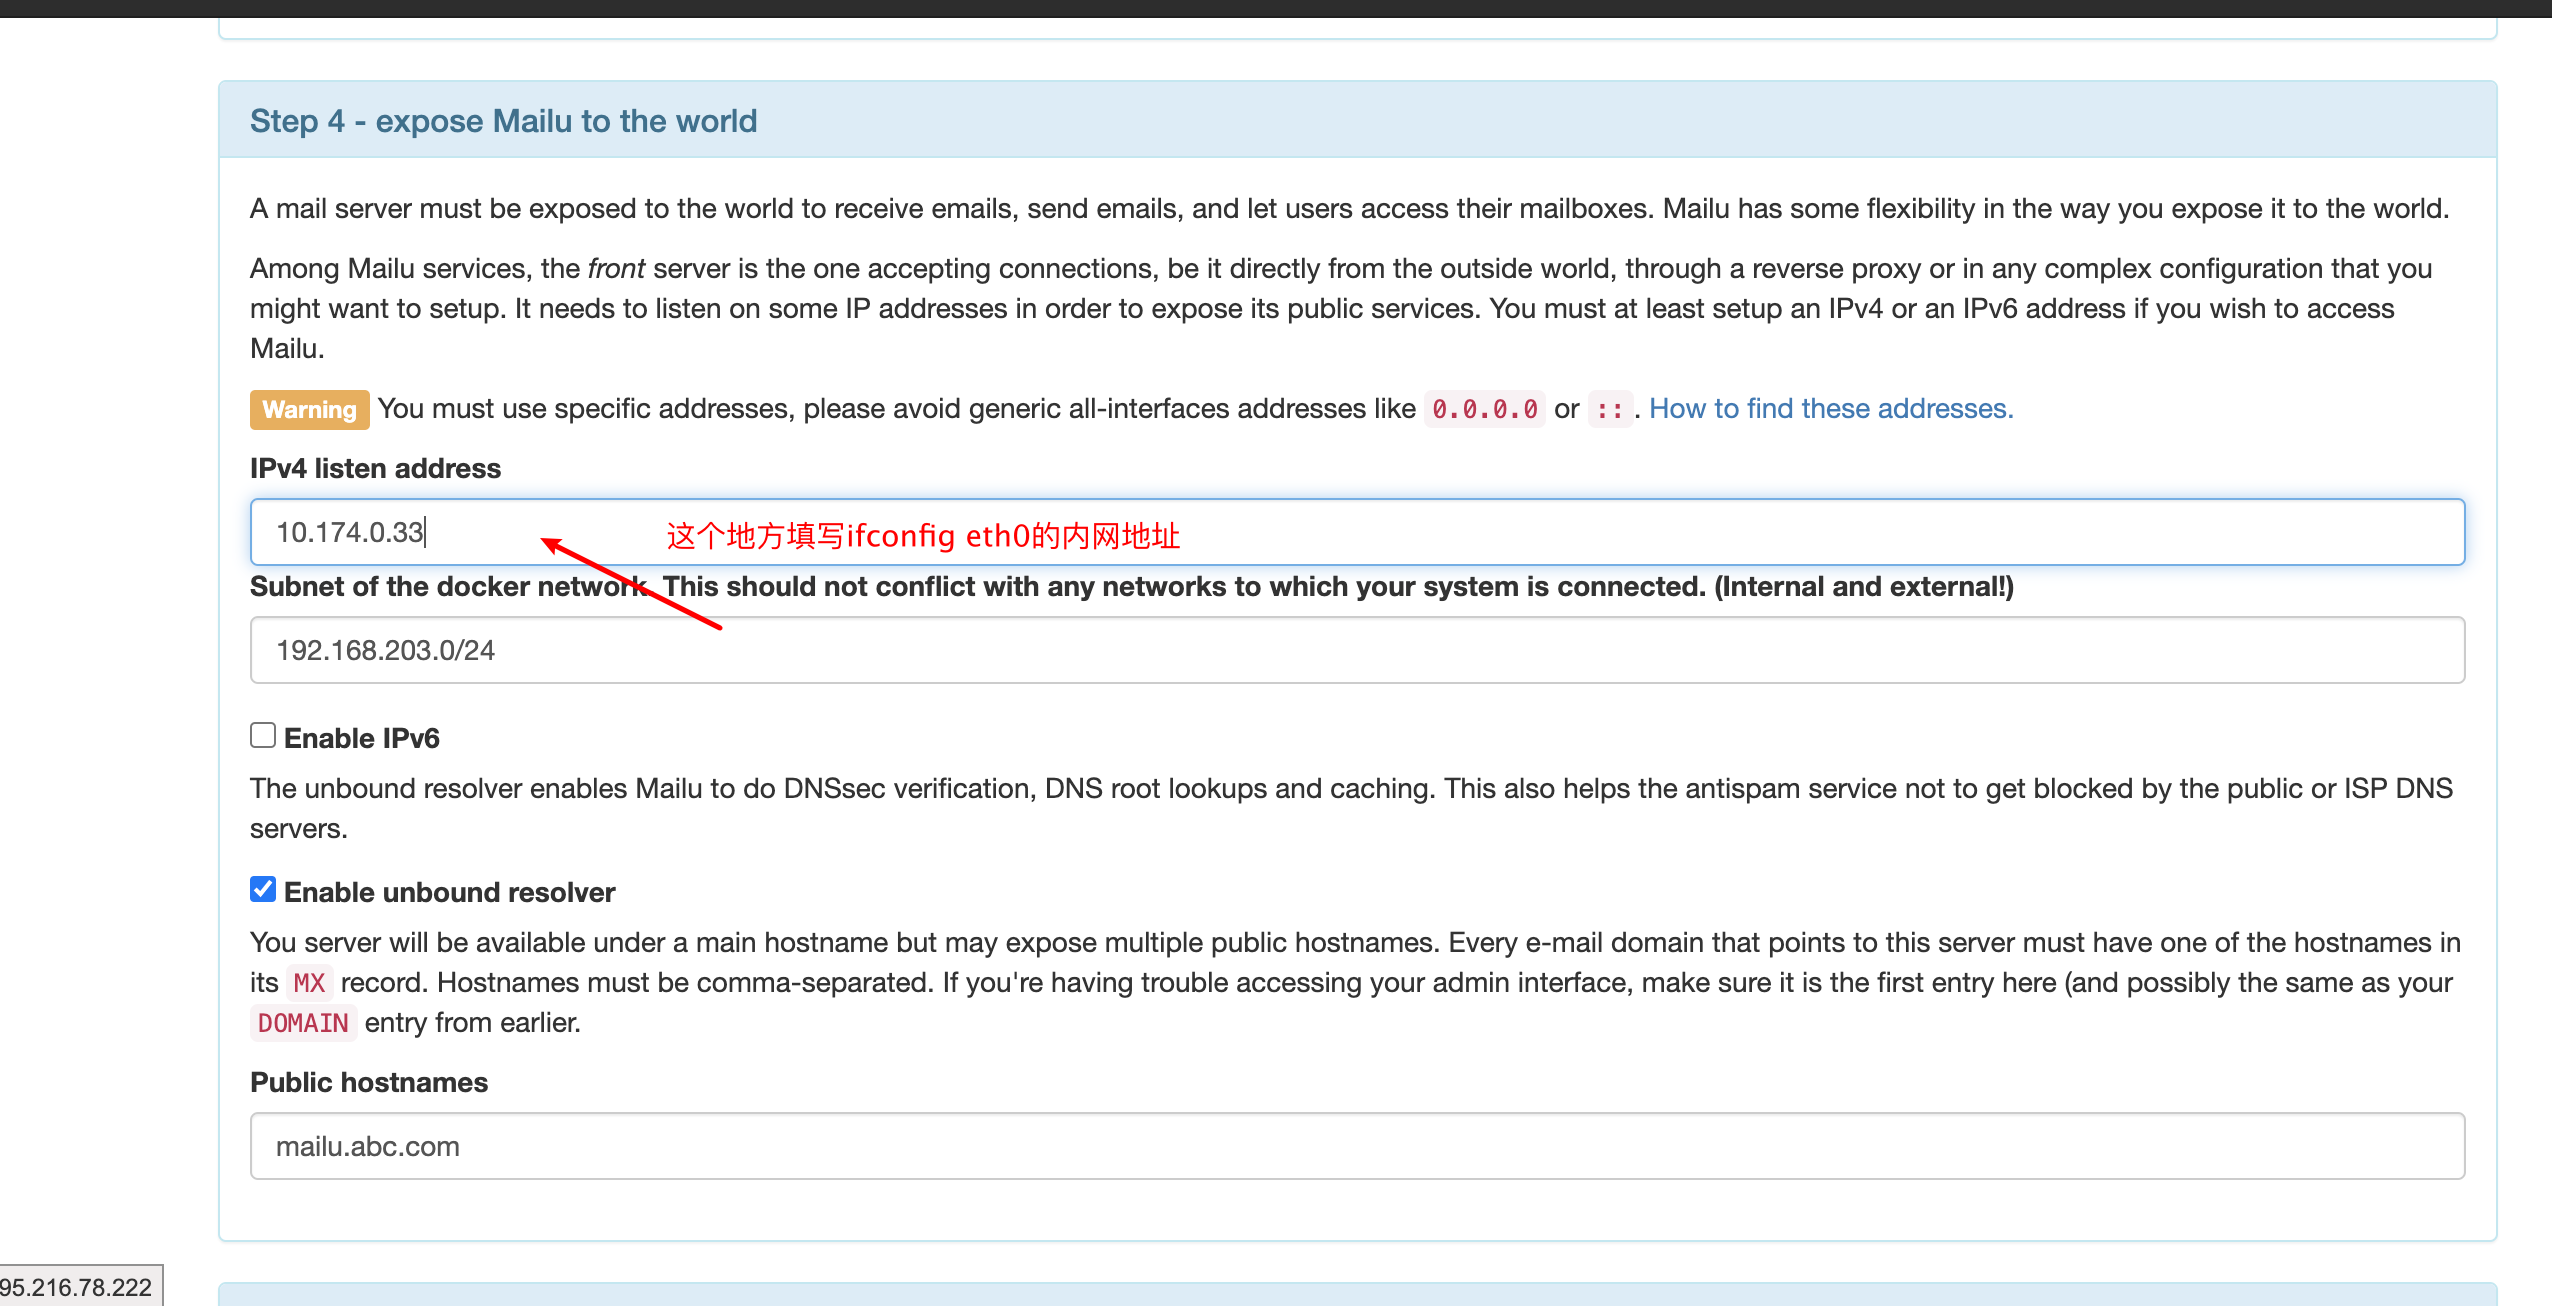 Step 4 - expose Mailu to the world
A mail server must be exposed to the world to receive emails, send emails, and let users access their mailboxes. Mailu has some flexibility in the way you expose it to the world.
Among Mailu services, the front server is the one accepting connections, be it directly from the outside world, through a reverse proxy or in any complex configuration that you
might want to setup. It needs to listen on some IP addresses in order to expose its public services. You must at least setup an IPv4 or an IPv6 address if you wish to access
Mailu.
Warning You must use specific addresses, please avoid generic all-interfaces addresses like 0.0.0.0 or ::. How to find these addresses.
IPv4 listen address
10.174.0.33
这个地方填写ifconfig eth0的内网地址
Subnet of the docker network. This should not conflict with any networks to which your system is connected. (Internal and external!)
192.168.203.0/24
Enable IPv6
The unbound resolver enables Mailu to do DNSsec verification, DNS root lookups and caching. This also helps the antispam service not to get blocked by the public or ISP DNS
servers.
Enable unbound resolver
You server will be available under a main hostname but may expose multiple public hostnames. Every e-mail domain that points to this server must have one of the hostnames in
its MX record. Hostnames must be comma-separated. If you're having trouble accessing your admin interface, make sure it is the first entry here (and possibly the same as your
DOMAIN entry from earlier.
Public hostnames
mailu.abc.com
95.216.78.222